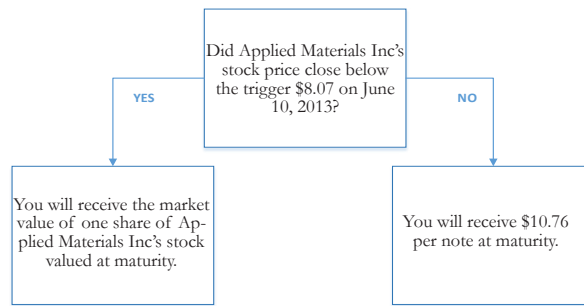 Did Applied Materials Inc's
stock price close below
the trigger $8.07 on June
10, 2013?
YES
NO
You will receive the market
value of one share of Ap-
plied Materials Inc's stock
valued at maturity.
You will receive $10.76
per note at maturity.